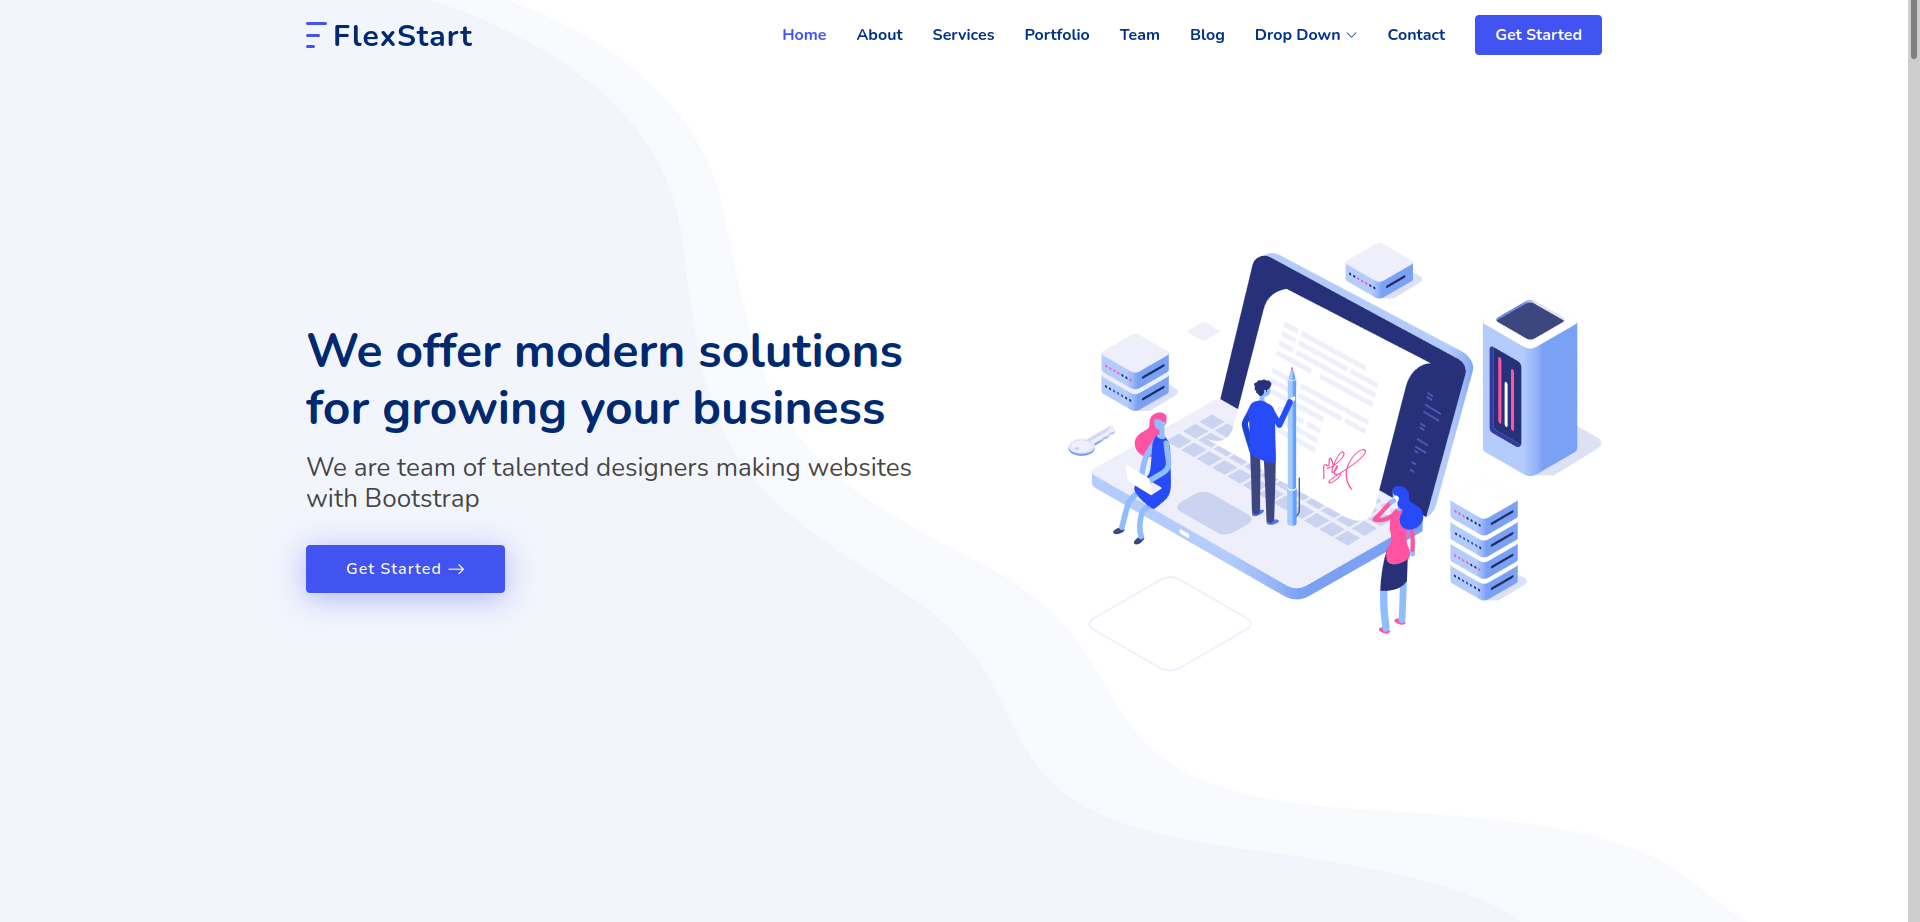 FlexStart
Home About Services Portfolio Team Blog Drop Down Contact Get Started
We offer modern solutions
for growing your business
We are team of talented designers making websites
with Bootstrap
Get Started